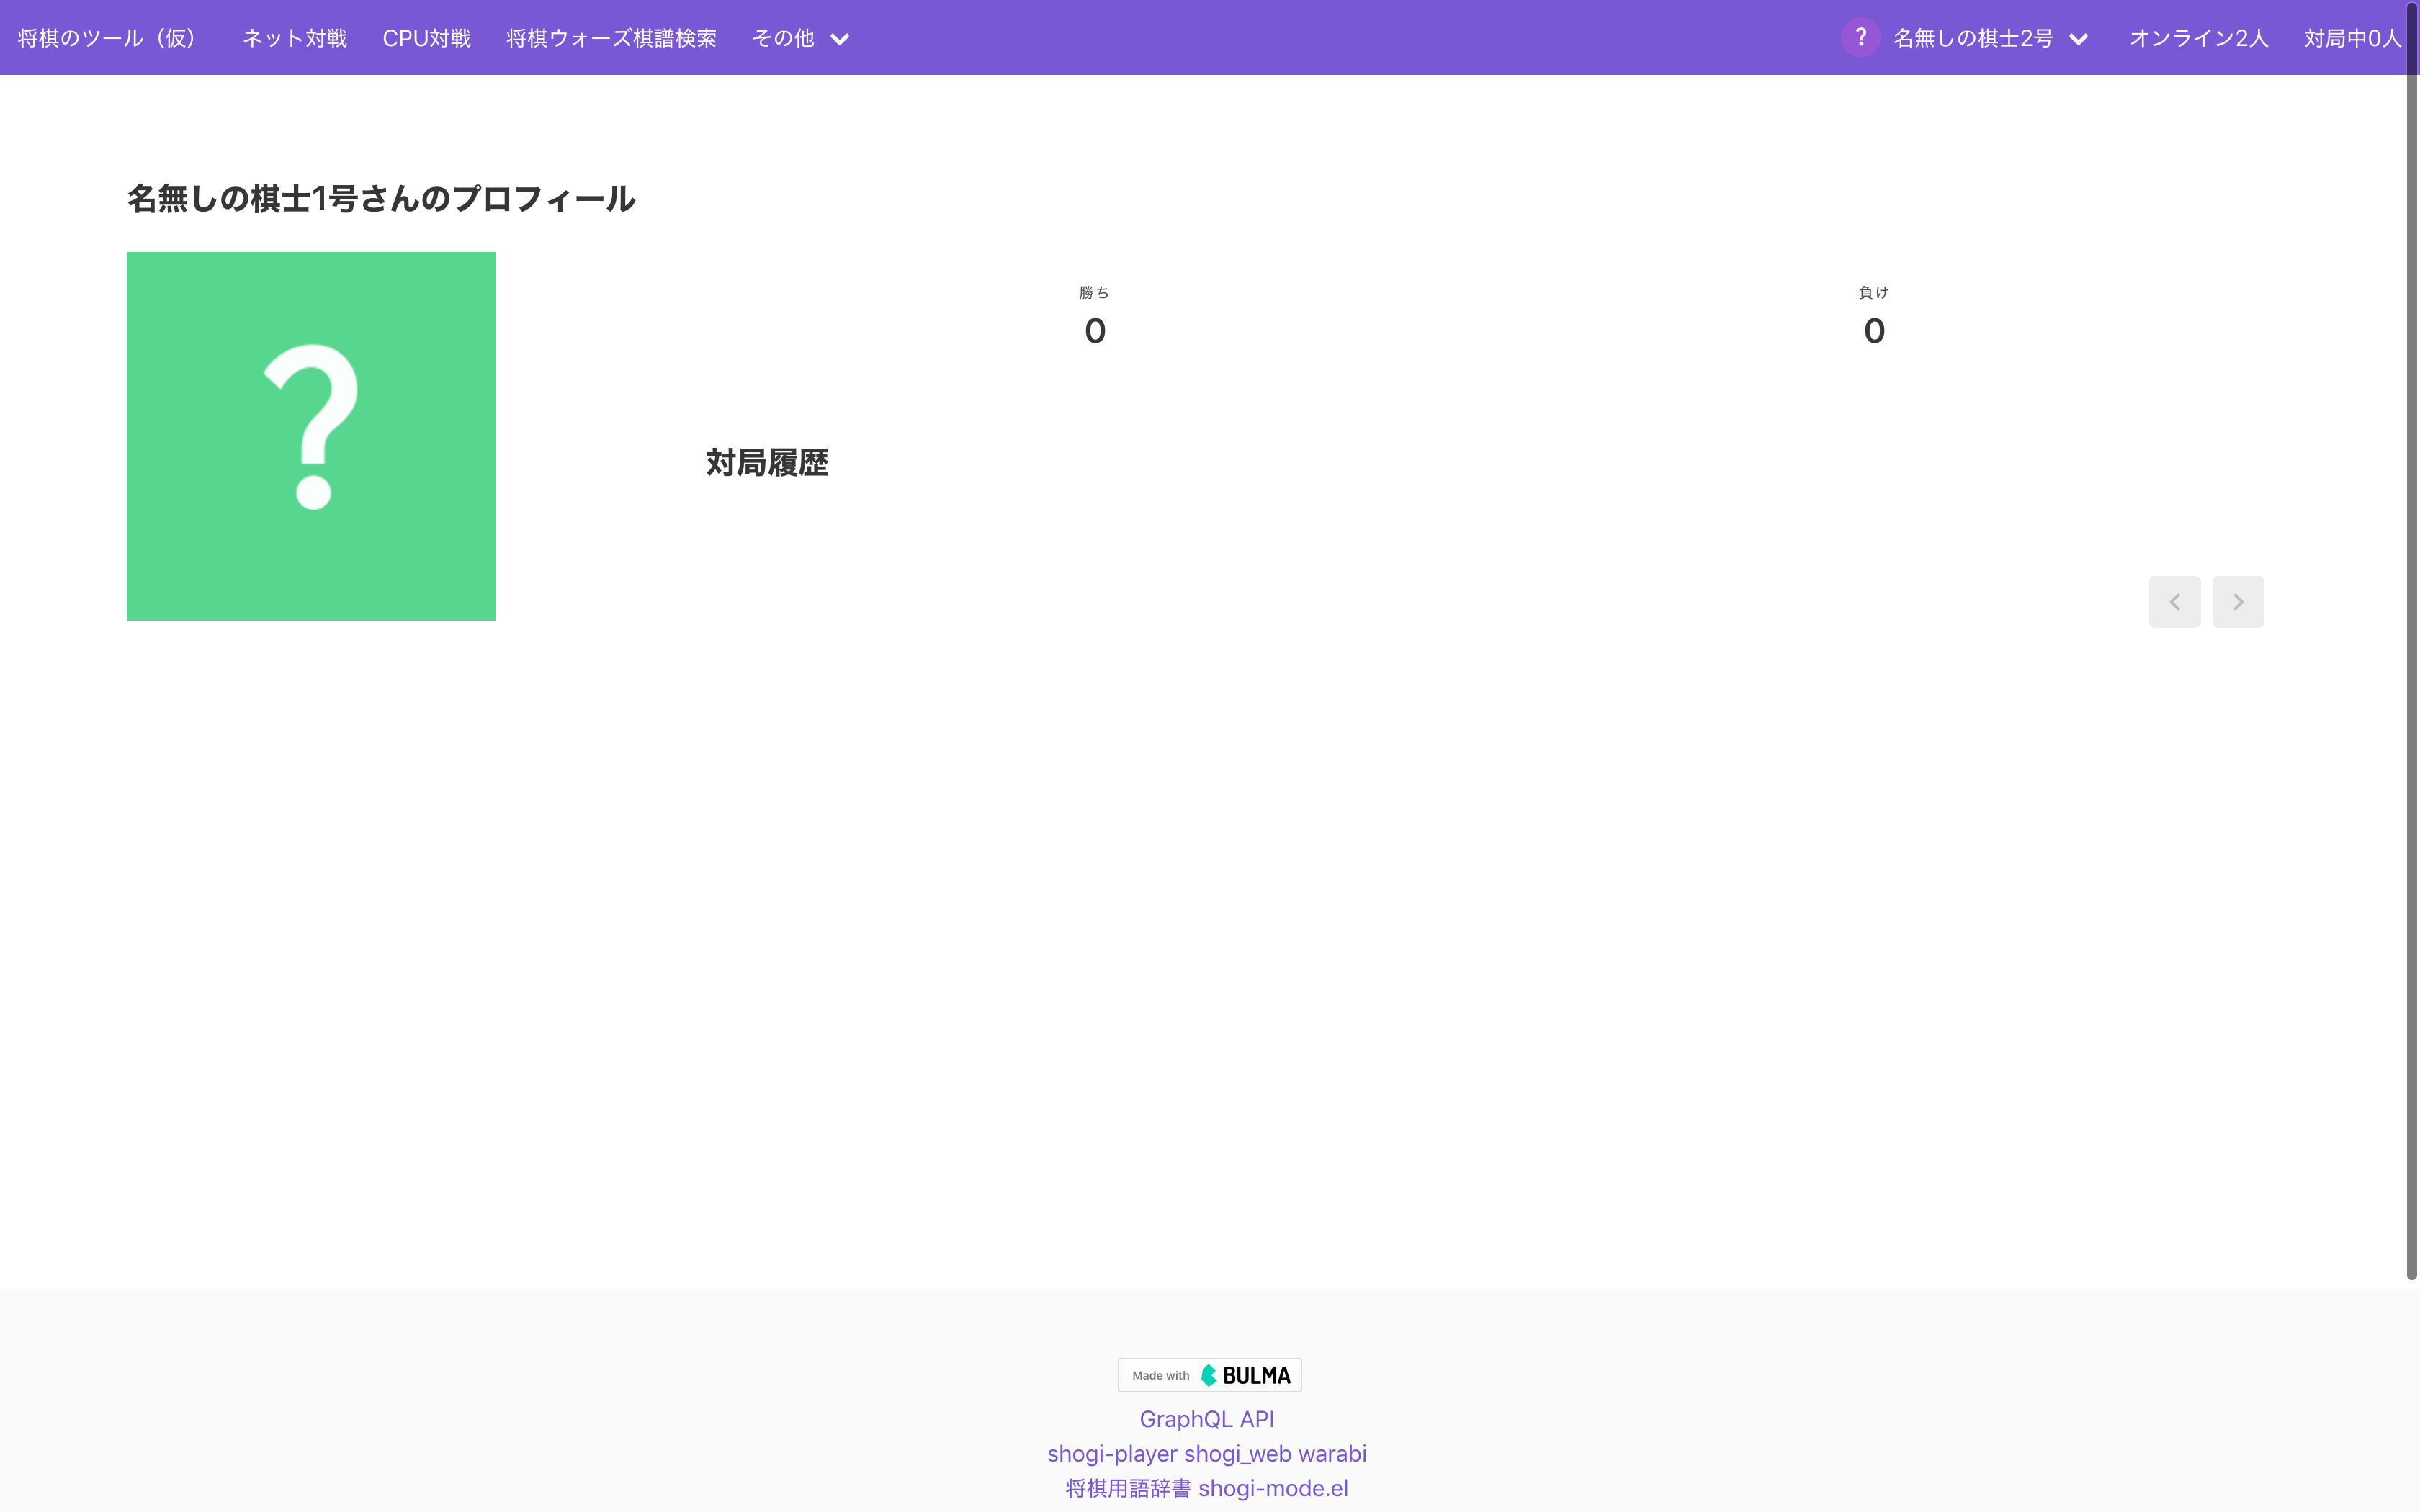 将棋のツール（仮） ネット対戦 CPU対戦 将棋ウォーズ棋譜検索 その他 ? 名無しの棋士2号 オンライン2人 対局中0人
名無しの棋士1号さんのプロフィール
?
勝ち 負け
0 0
対局履歴
Made with BULMA
GraphQL API
shogi-player shogi_web warabi
将棋用語辞書 shogi-mode.el